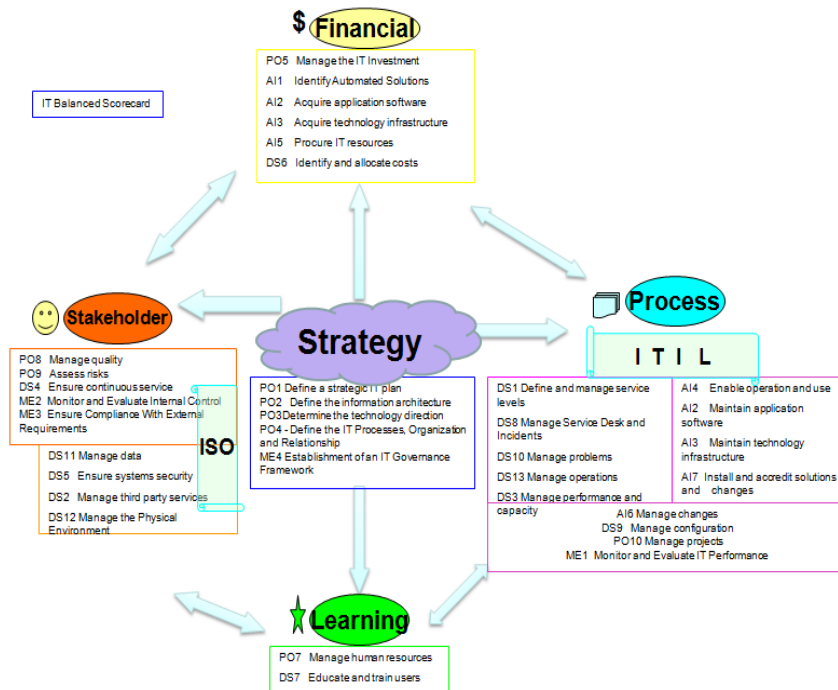 $ Financial
PO5 Manage the IT Investment
AI1 Identify Automated Solutions
AI2 Acquire application software
AI3 Acquire technology infrastructure
AI5 Procure IT resources
DS6 Identify and allocate costs
IT Balanced Scorecard
Stakeholder
PO8 Manage quality
PO9 Assess risks
DS4 Ensure continuous service
ME2 Monitor and Evaluate Internal Control
ME3 Ensure Compliance With External
Requirements
ISO
DS11 Manage data
DS5 Ensure systems security
DS2 Manage third party services
DS12 Manage the Physical
Environment
Strategy
PO1 Define a strategic IT plan
PO2 Define the information architecture
PO3Determine the technology direction
PO4 - Define the IT Processes, Organization
and Relationship
ME4 Establishment of an IT Governance
Framework
Process
I T I L
DS1 Define and manage service
levels
DS8 Manage Service Desk and
Incidents
DS10 Manage problems
DS13 Manage operations
DS3 Manage performance and
capacity
AI4 Enable operation and use
AI2 Maintain application
software
AI3 Maintain technology
infrastructure
AI7 Install and accredit solutions
and changes
AI6 Manage changes
DS9 Manage configuration
PO10 Manage projects
ME1 Monitor and Evaluate IT Performance
Learning
PO7 Manage human resources
DS7 Educate and train users